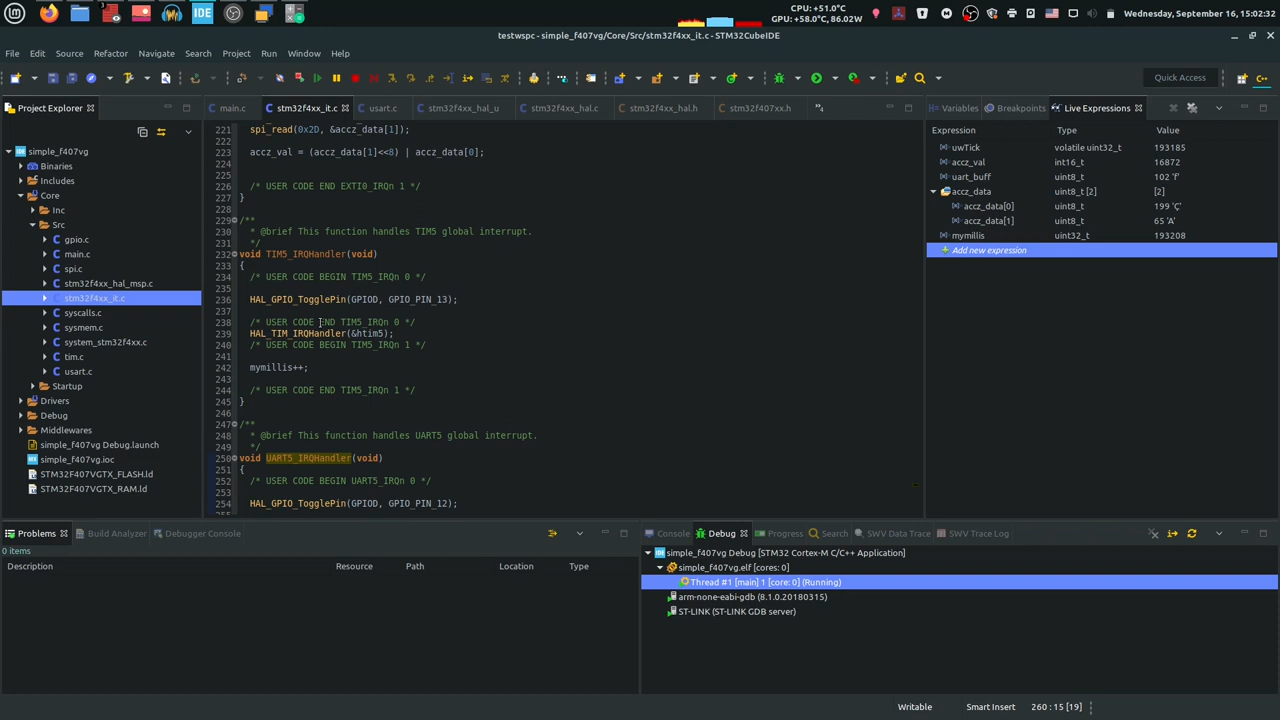 CPU: +51.0°C
GPU: +58.0°C, 86.02W
Wednesday, September 16, 15:02:32
testwspc - simple_f407vg/Core/Src/stm32f4xx_it.c - STM32CubeIDE
File Edit Source Refactor Navigate Search Project Run Window Help
IDE
Quick Access
Project Explorer
simple_f407vg
Binaries
Includes
Core
Inc
Src
gpio.c
main.c
spi.c
stm32f4xx_hal_msp.c
stm32f4xx_it.c
syscalls.c
sysmem.c
system_stm32f4xx.c
tim.c
usart.c
Startup
Drivers
Debug
Middlewares
simple_f407vg Debug.launch
simple_f407vg.ioc
STM32F407VGTX_FLASH.ld
STM32F407VGTX_RAM.ld
main.c stm32f4xx_it.c usart.c stm32f4xx_hal_u stm32f4xx_hal.c stm32f4xx_hal.h stm32f407xx.h
221 spi_read(0x2D, &accz_data[1]);
222
223 accz_val = (accz_data[1]<<8) | accz_data[0];
224
225
226 /* USER CODE END EXTI0_IRQn 1 */
227 }
228
229 /**
230 * @brief This function handles TIM5 global interrupt.
231 */
232 void TIM5_IRQHandler(void)
233 {
234 /* USER CODE BEGIN TIM5_IRQn 0 */
235
236 HAL_GPIO_TogglePin(GPIOD, GPIO_PIN_13);
237
238 /* USER CODE END TIM5_IRQn 0 */
239 HAL_TIM_IRQHandler(&htim5);
240 /* USER CODE BEGIN TIM5_IRQn 1 */
241
242 mymillis++;
243
244 /* USER CODE END TIM5_IRQn 1 */
245 }
246
247 /**
248 * @brief This function handles UART5 global interrupt.
249 */
250 void UART5_IRQHandler(void)
251 {
252 /* USER CODE BEGIN UART5_IRQn 0 */
253
254 HAL_GPIO_TogglePin(GPIOD, GPIO_PIN_12);
Variables Breakpoints Live Expressions
Expression Type Value
uwTick volatile uint32_t 193185
accz_val int16_t 16872
uart_buff uint8_t 102 'f'
accz_data uint8_t [2] [2]
accz_data[0] uint8_t 199 'Ç'
accz_data[1] uint8_t 65 'A'
mymillis uint32_t 193208
Add new expression
Problems Build Analyzer Debugger Console
0 items
Description Resource Path Location Type
Console Debug Progress Search SWV Data Trace SWV Trace Log
simple_f407vg Debug [STM32 Cortex-M C/C++ Application]
simple_f407vg.elf [cores: 0]
Thread #1 [main] 1 [core: 0] (Running)
arm-none-eabi-gdb (8.1.0.20180315)
ST-LINK (ST-LINK GDB server)
Writable Smart Insert 260 : 15 [19]